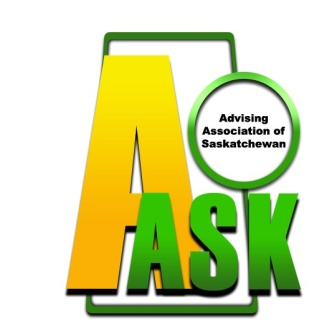 Advising
Association of
Saskatchewan
A
ASK